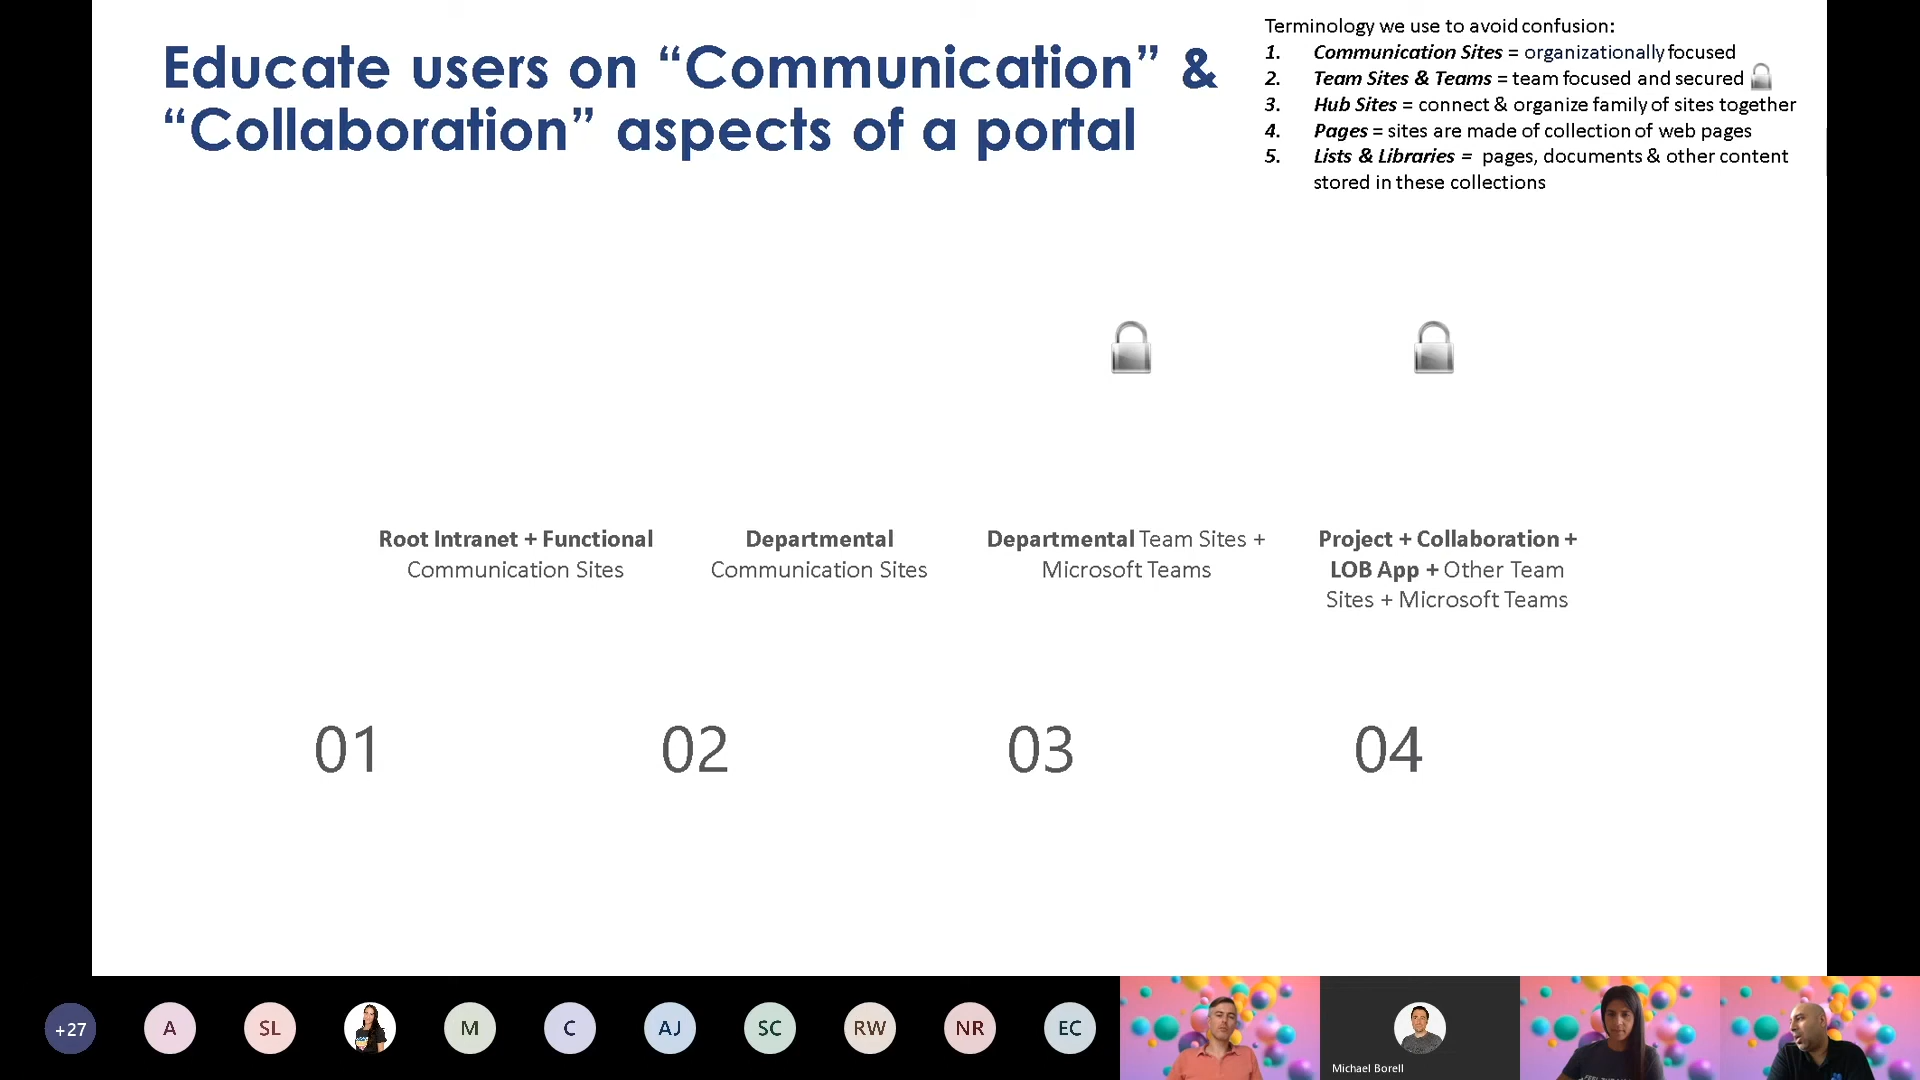 Educate users on “Communication” &
“Collaboration” aspects of a portal
Terminology we use to avoid confusion:
1. Communication Sites = organizationally focused
2. Team Sites & Teams = team focused and secured
3. Hub Sites = connect & organize family of sites together
4. Pages = sites are made of collection of web pages
5. Lists & Libraries = pages, documents & other content
stored in these collections
Root Intranet + Functional
Communication Sites
Departmental
Communication Sites
Departmental Team Sites +
Microsoft Teams
Project + Collaboration +
LOB App + Other Team
Sites + Microsoft Teams
01
02
03
04
+27
A
SL
M
C
AJ
SC
RW
NR
EC
Michael Borell